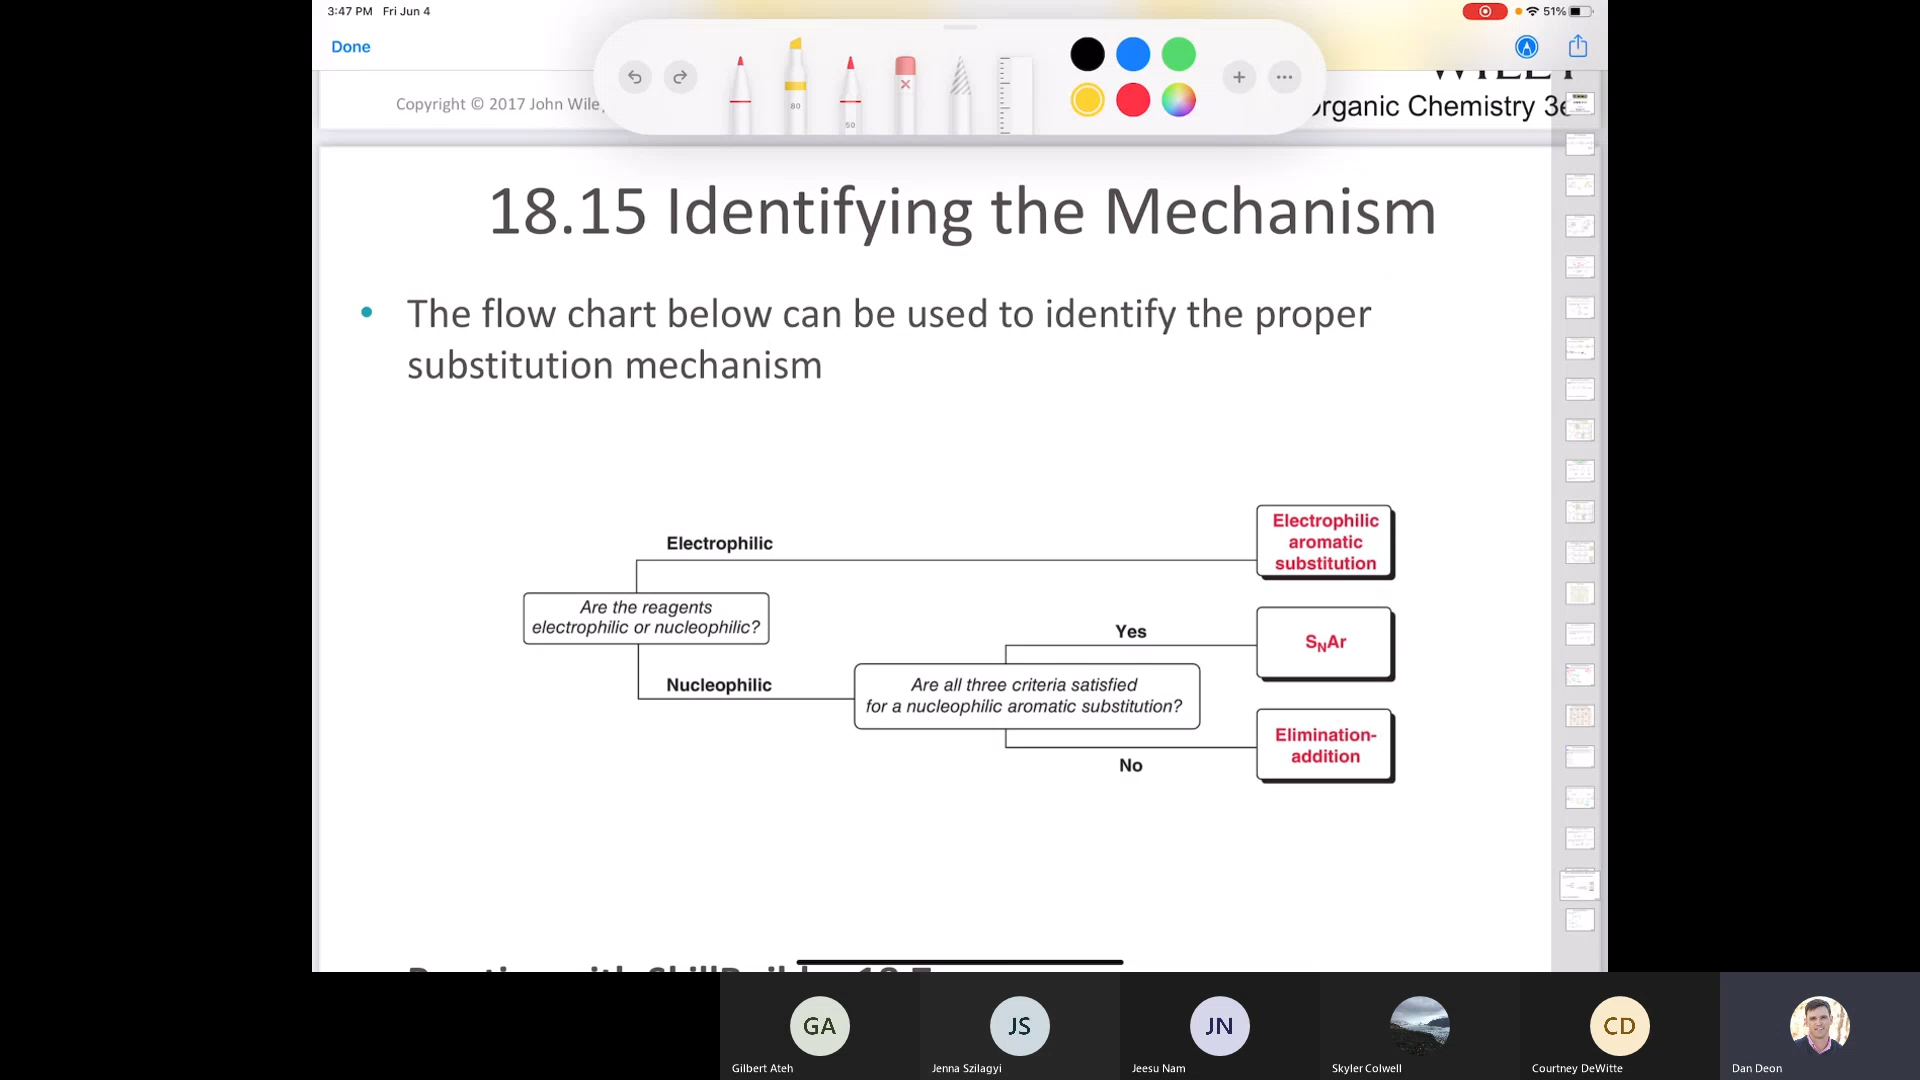 3:47 PM Fri Jun 4
51%
Done
80
50
Copyright © 2017 John Wile
Organic Chemistry 3e
18.15 Identifying the Mechanism
• The flow chart below can be used to identify the proper
substitution mechanism
Electrophilic
Electrophilic
aromatic
substitution
Are the reagents
electrophilic or nucleophilic?
Yes
SNAr
Nucleophilic
Are all three criteria satisfied
for a nucleophilic aromatic substitution?
Elimination-
addition
No
GA
JS
JN
CD
Gilbert Ateh
Jenna Szilagyi
Jeesu Nam
Skyler Colwell
Courtney DeWitte
Dan Deon